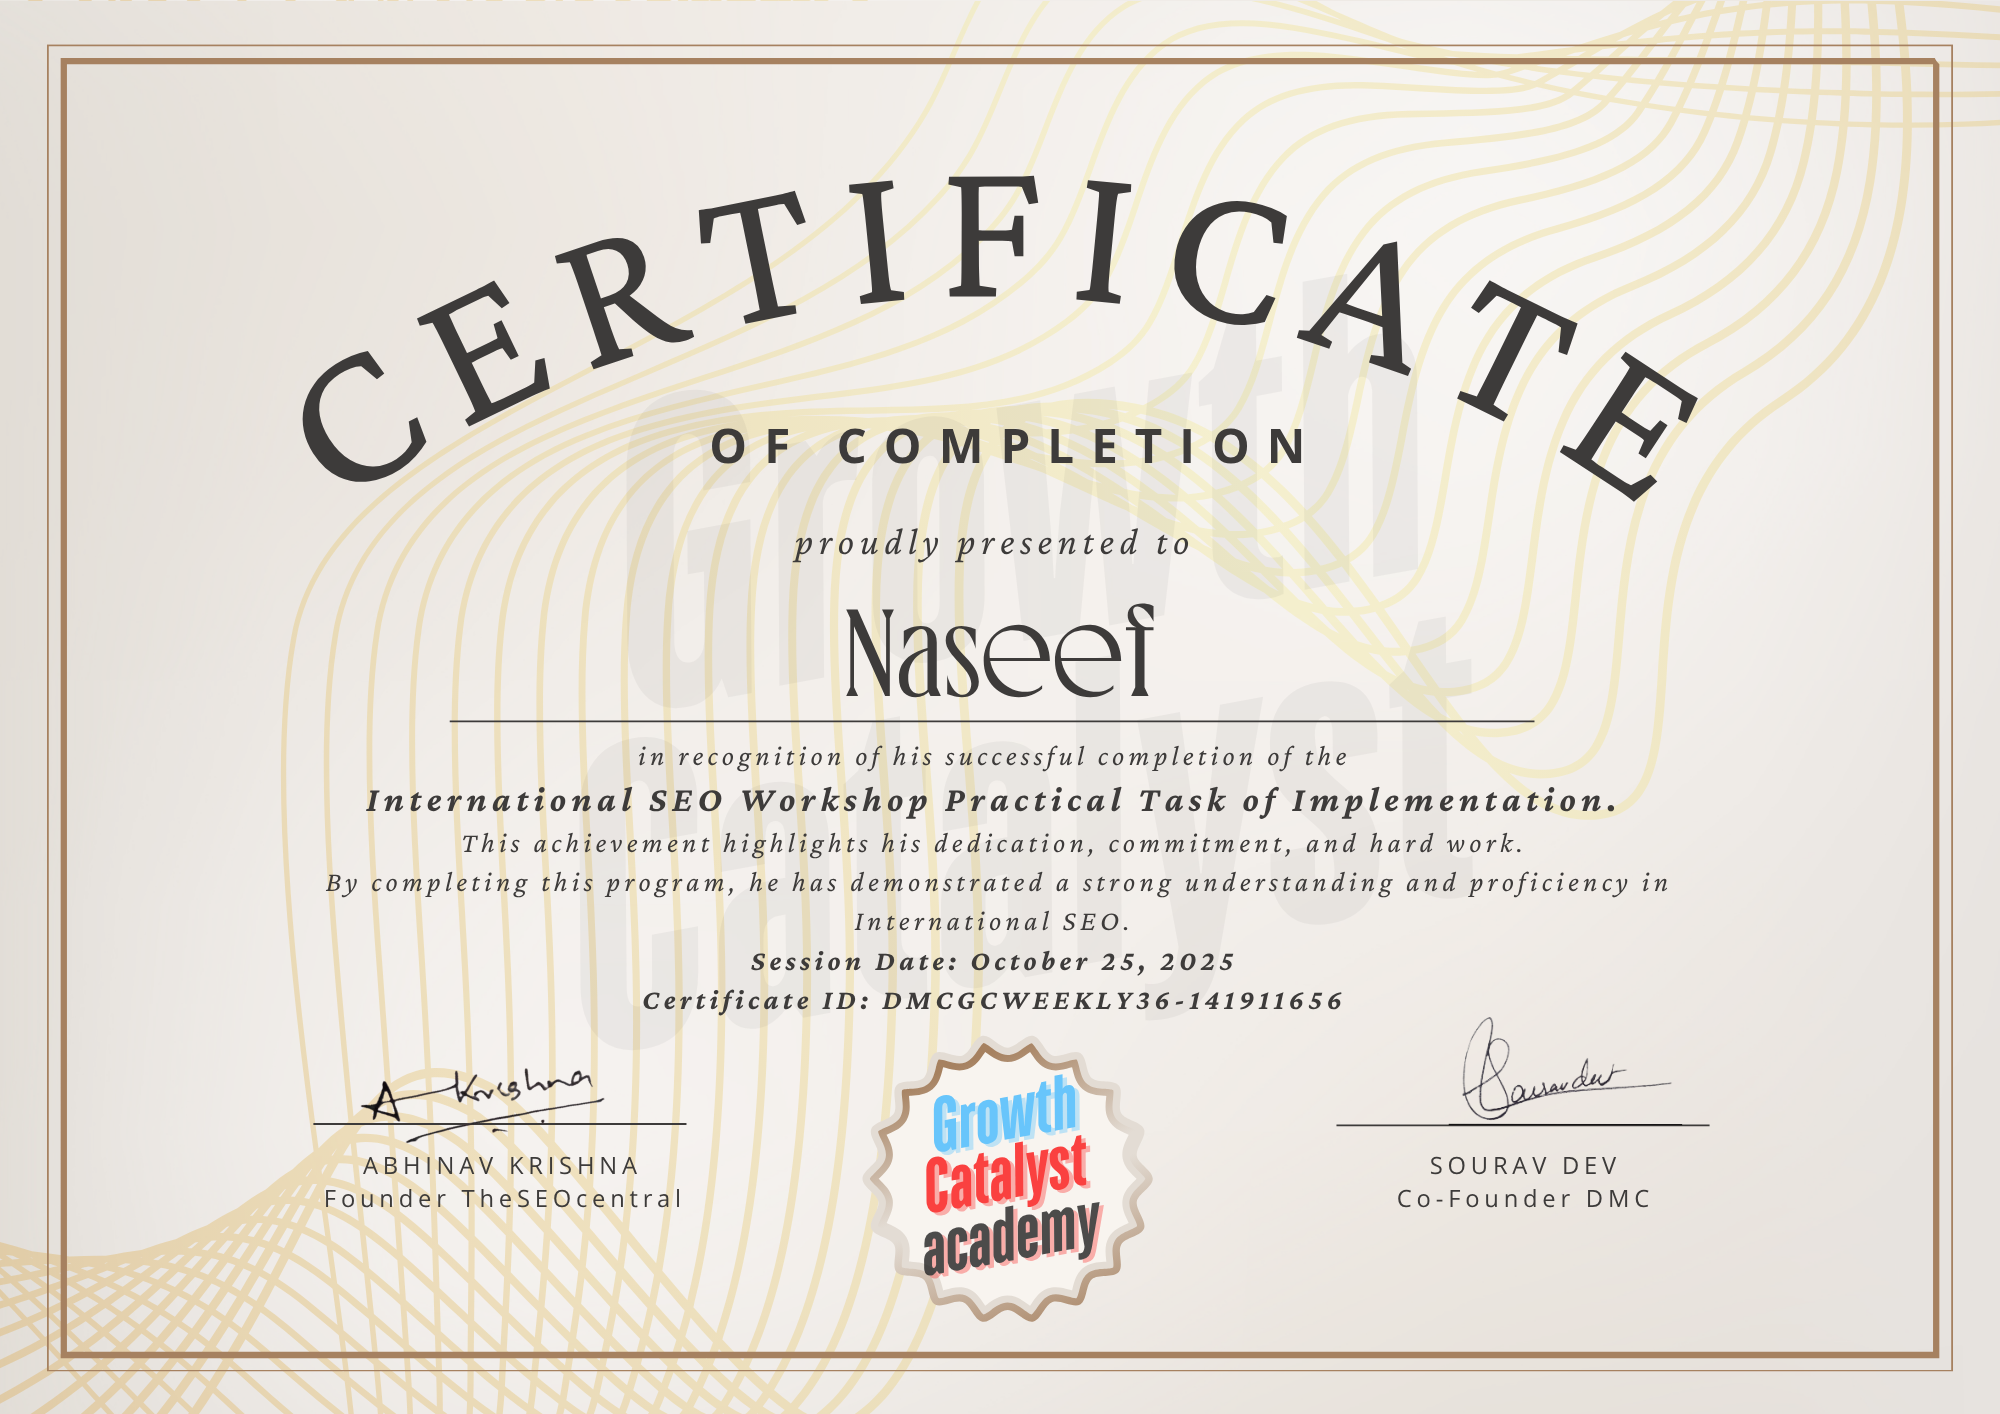 CERTIFICATE
OF COMPLETION
proudly presented to
Naseef
in recognition of his successful completion of the
International SEO Workshop Practical Task of Implementation.
This achievement highlights his dedication, commitment, and hard work.
By completing this program, he has demonstrated a strong understanding and proficiency in
International SEO.
Session Date: October 25, 2025
Certificate ID: DMCGCWEEKLY36-141911656
Growth
Catalyst
A Krishna
Souravdev
ABHINAV KRISHNA
Founder TheSEOcentral
Growth
Catalyst
academy
SOURAV DEV
Co-Founder DMC